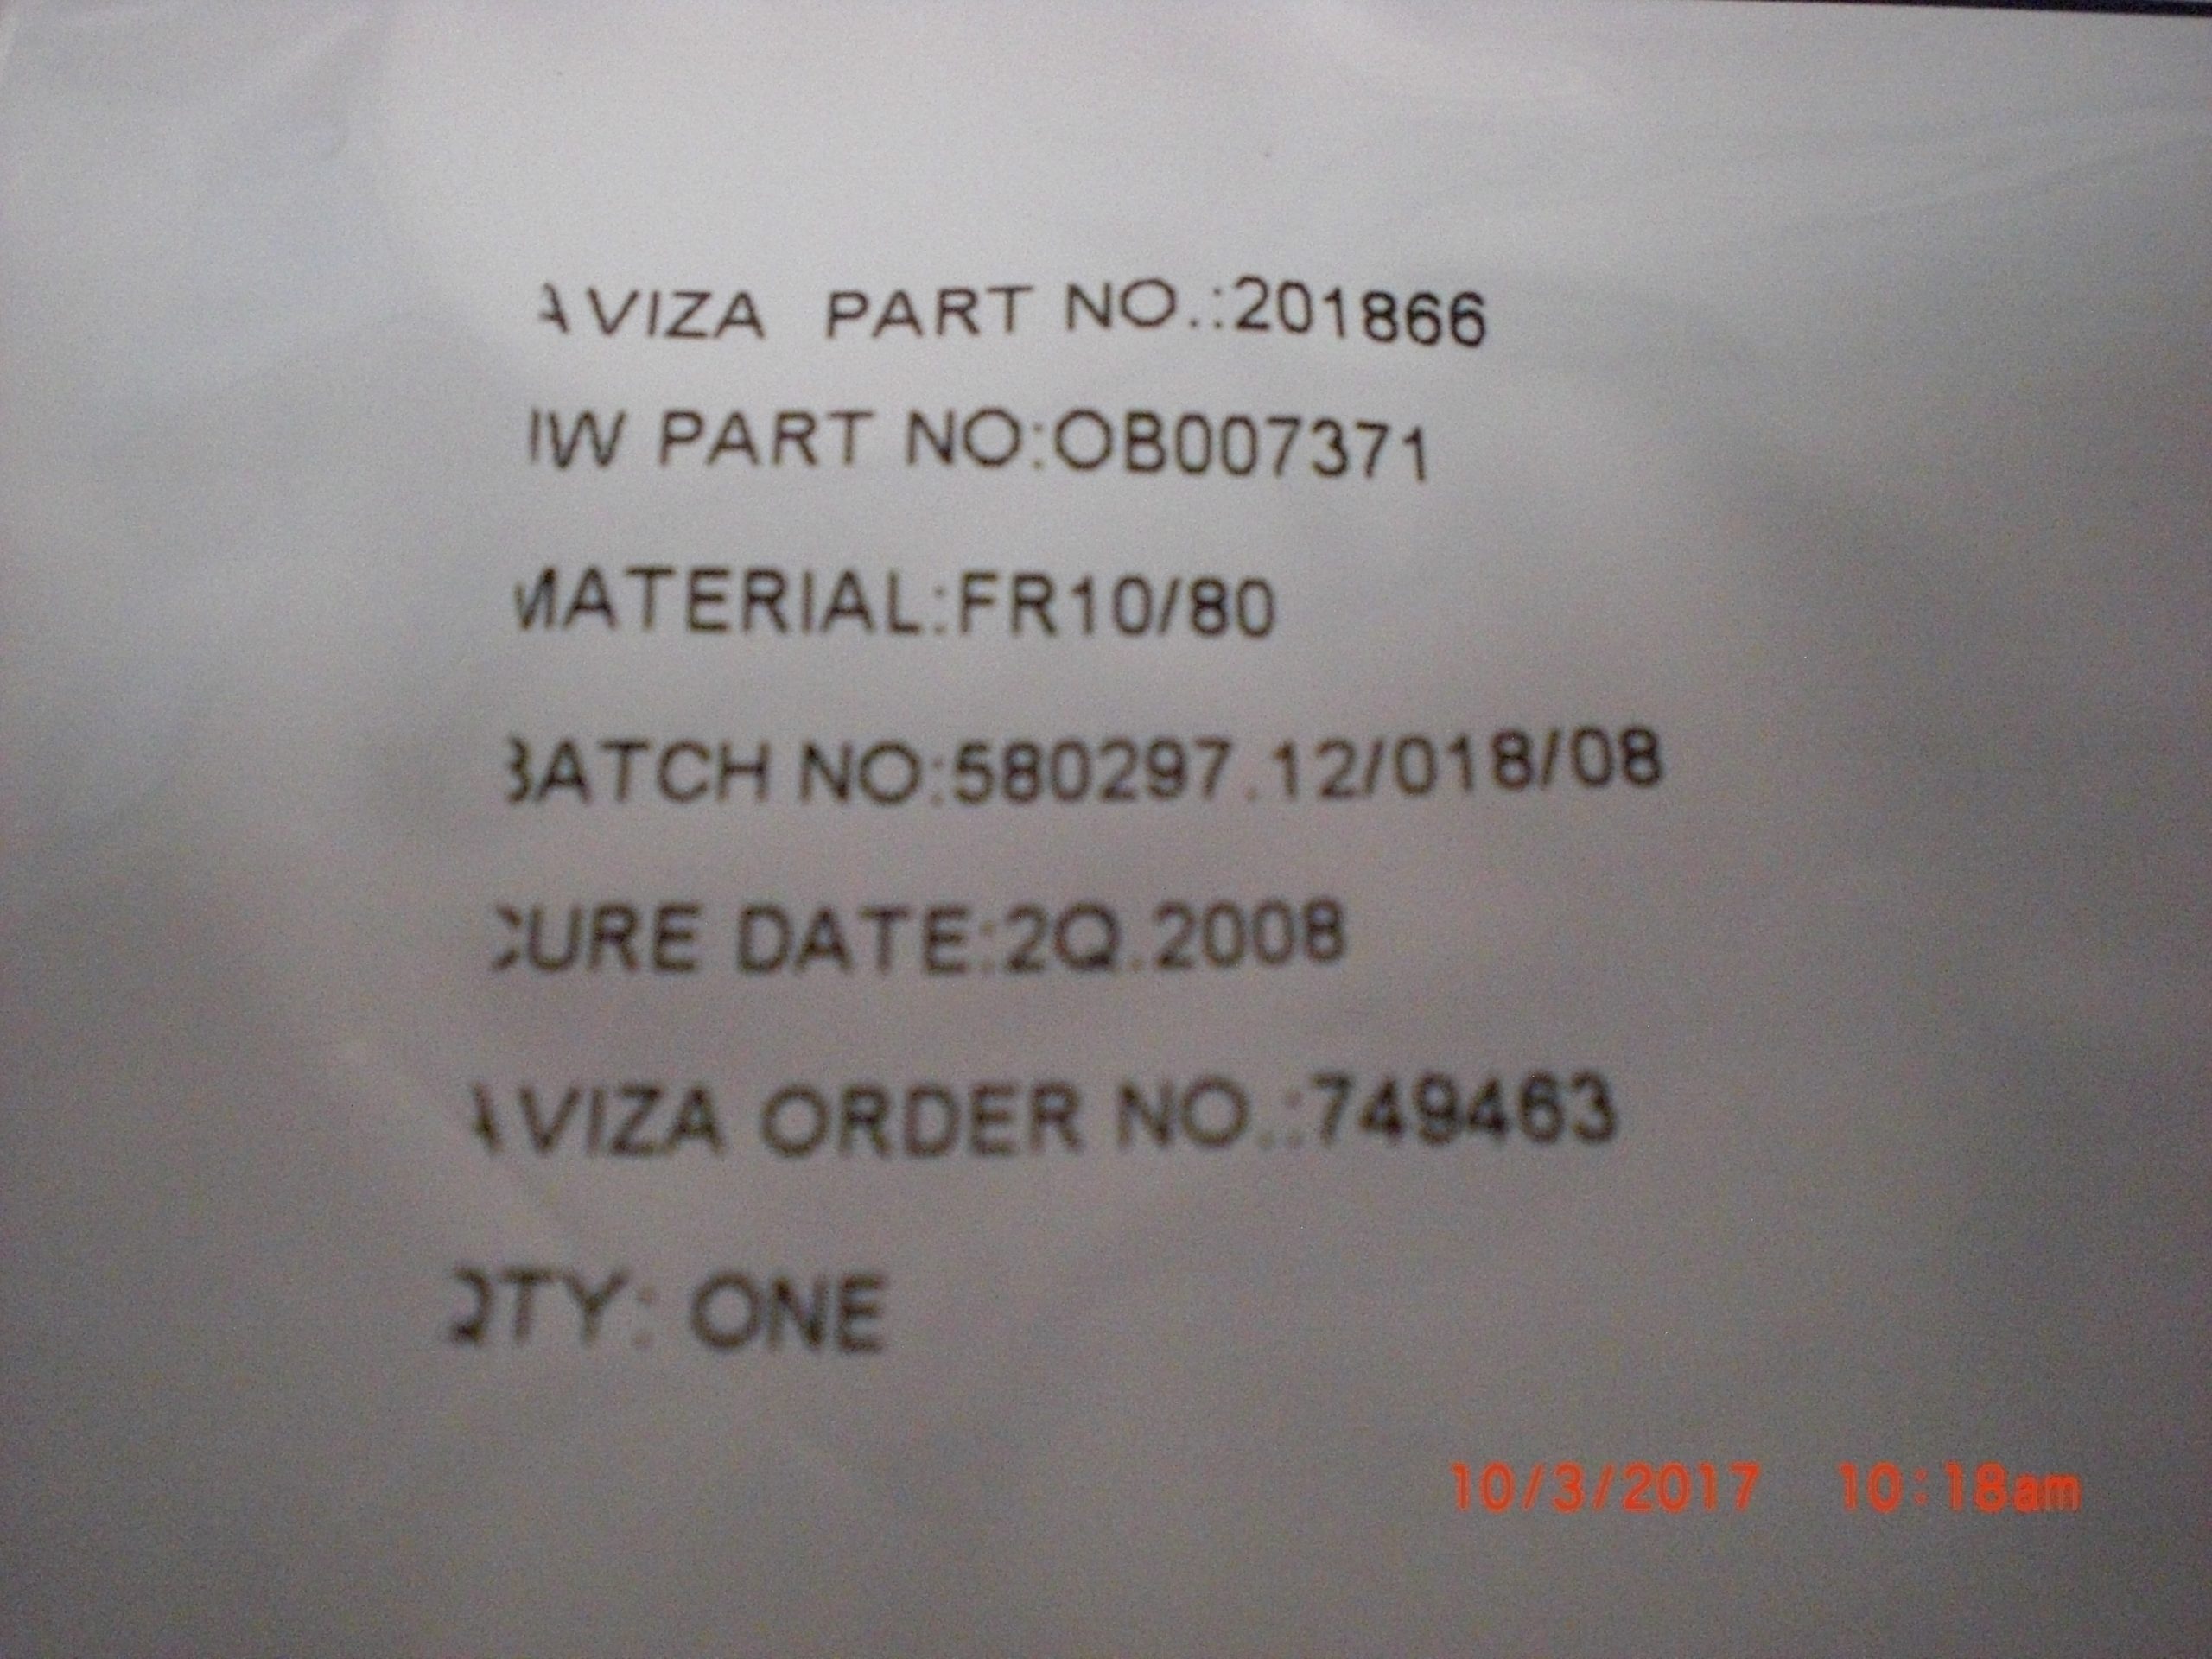 AVIZA PART NO.:201866
IW PART NO:OB007371
MATERIAL:FR10/80
BATCH NO:580297.12/018/08
CURE DATE:2Q.2008
AVIZA ORDER NO.:749463
QTY: ONE
10/3/2017 10:18am